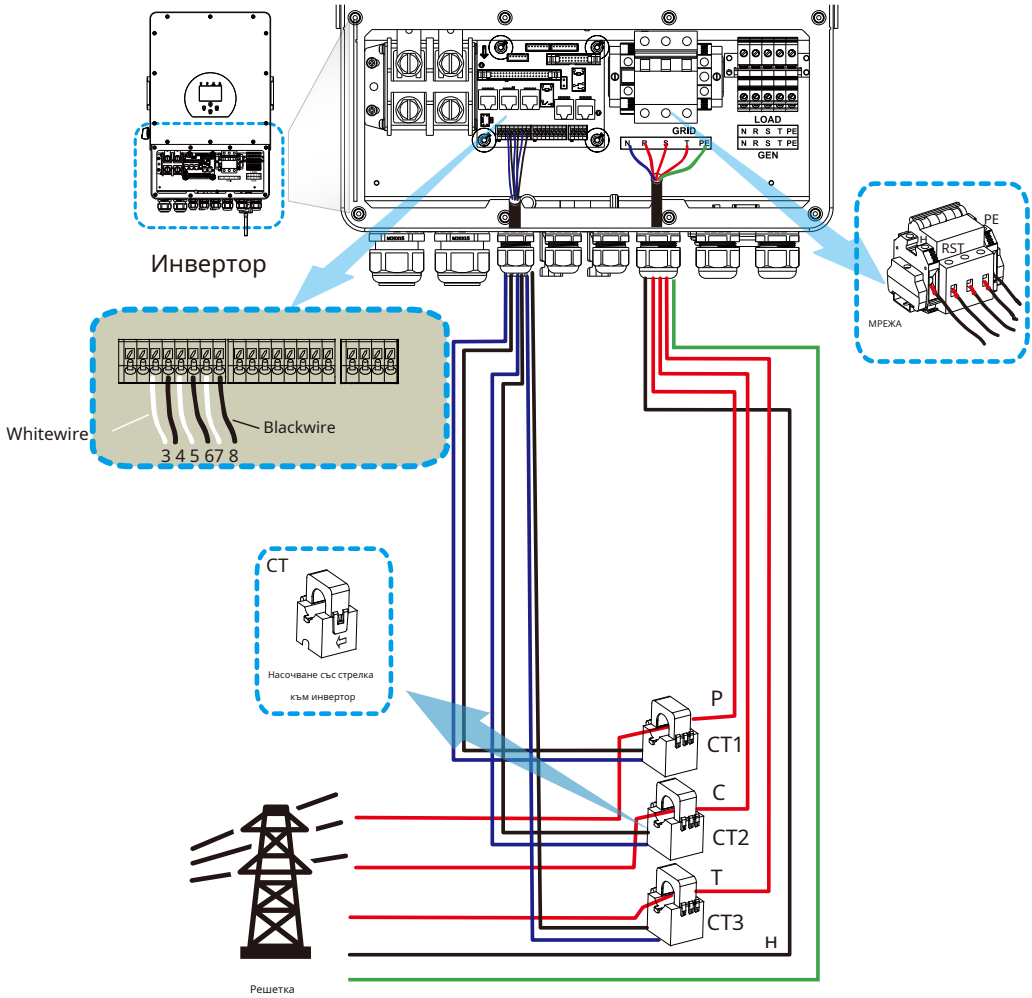 LOAD
N R S T PE
N R S T PE
GEN
GRID
N R S T PE
Инвертор
PE
H
RST
МРЕЖА
Whitewire
Blackwire
3 4 5 67 8
CT
Насочване със стрелка
към инвертор
P
CT1
C
CT2
T
CT3
H
Решетка